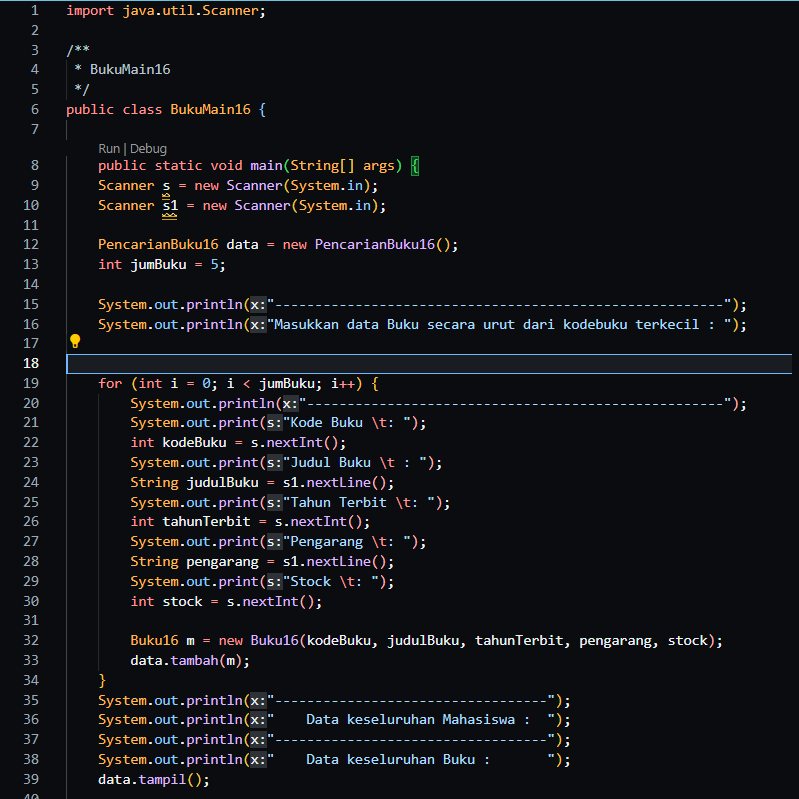 1 import java.util.Scanner;
2
3 /**
4  * BukuMain16
5  */
6 public class BukuMain16 {
7
Run | Debug
8     public static void main(String[] args) {
9     Scanner s = new Scanner(System.in);
10     Scanner s1 = new Scanner(System.in);
11
12     PencarianBuku16 data = new PencarianBuku16();
13     int jumBuku = 5;
14
15     System.out.println(x:"--------------------------------------------------------");
16     System.out.println(x:"Masukkan data Buku secara urut dari kodebuku terkecil : ");
17
18
19     for (int i = 0; i < jumBuku; i++) {
20         System.out.println(x:"----------------------------------------------------");
21         System.out.print(s:"Kode Buku \t: ");
22         int kodeBuku = s.nextInt();
23         System.out.print(s:"Judul Buku \t : ");
24         String judulBuku = s1.nextLine();
25         System.out.print(s:"Tahun Terbit \t: ");
26         int tahunTerbit = s.nextInt();
27         System.out.print(s:"Pengarang \t: ");
28         String pengarang = s1.nextLine();
29         System.out.print(s:"Stock \t: ");
30         int stock = s.nextInt();
31
32         Buku16 m = new Buku16(kodeBuku, judulBuku, tahunTerbit, pengarang, stock);
33         data.tambah(m);
34     }
35     System.out.println(x:"----------------------------------");
36     System.out.println(x:"    Data keseluruhan Mahasiswa :  ");
37     System.out.println(x:"----------------------------------");
38     System.out.println(x:"    Data keseluruhan Buku :       ");
39     data.tampil();
40